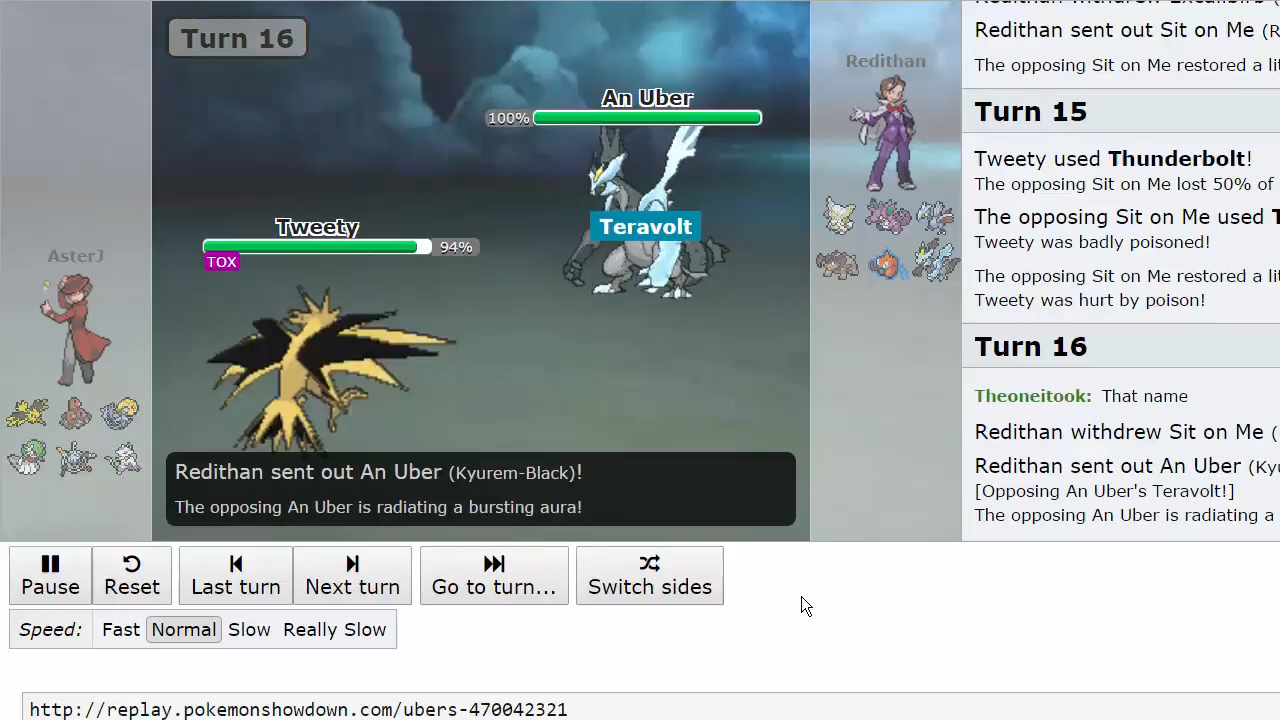 Turn 16
An Uber
100%
Teravolt
Tweety
94%
TOX
AsterJ
Redithan
Redithan sent out An Uber (Kyurem-Black)!
The opposing An Uber is radiating a bursting aura!
Redithan sent out Sit on Me (R
The opposing Sit on Me restored a lit
Turn 15
Tweety used Thunderbolt!
The opposing Sit on Me lost 50% of
The opposing Sit on Me used T
Tweety was badly poisoned!
The opposing Sit on Me restored a lit
Tweety was hurt by poison!
Turn 16
Theoneitook: That name
Redithan withdrew Sit on Me (
Redithan sent out An Uber (Kyu
[Opposing An Uber's Teravolt!]
The opposing An Uber is radiating a
Pause
Reset
Last turn
Next turn
Go to turn...
Switch sides
Speed: Fast Normal Slow Really Slow
http://replay.pokemonshowdown.com/ubers-470042321